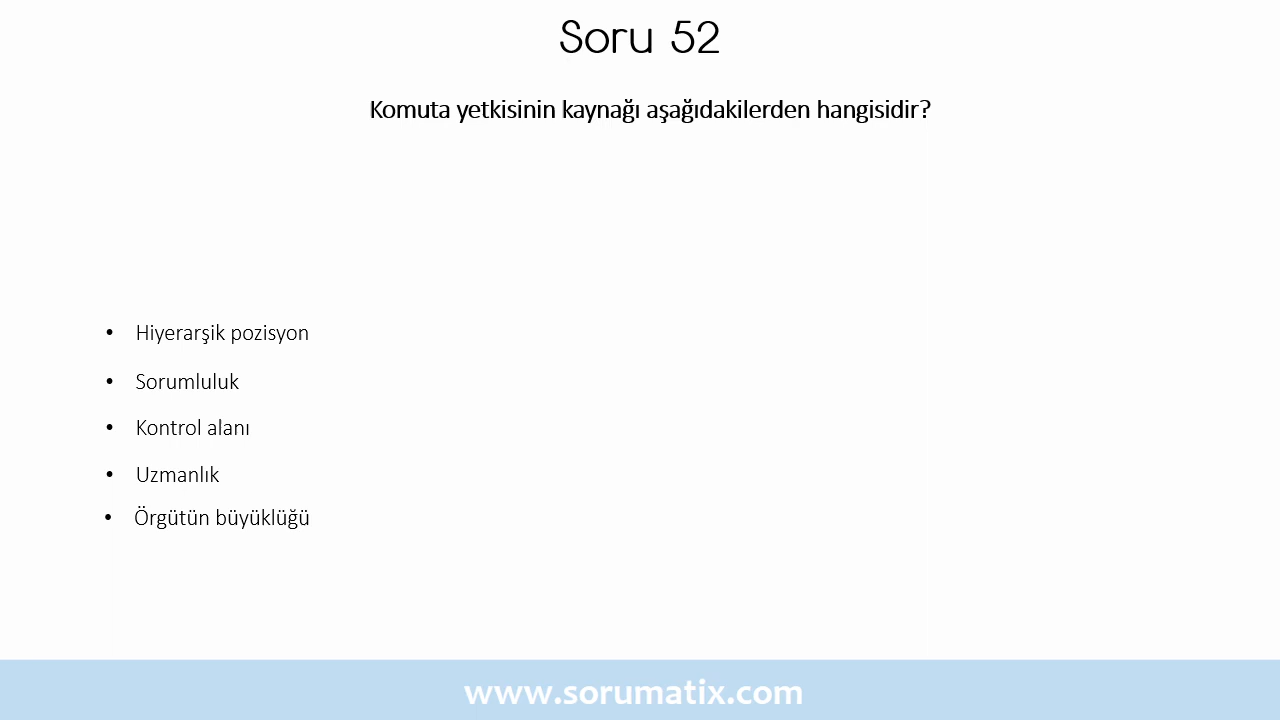 Soru 52
Komuta yetkisinin kaynağı aşağıdakilerden hangisidir?
• Hiyerarşik pozisyon
• Sorumluluk
• Kontrol alanı
• Uzmanlık
• Örgütün büyüklüğü
www.sorumatix.com